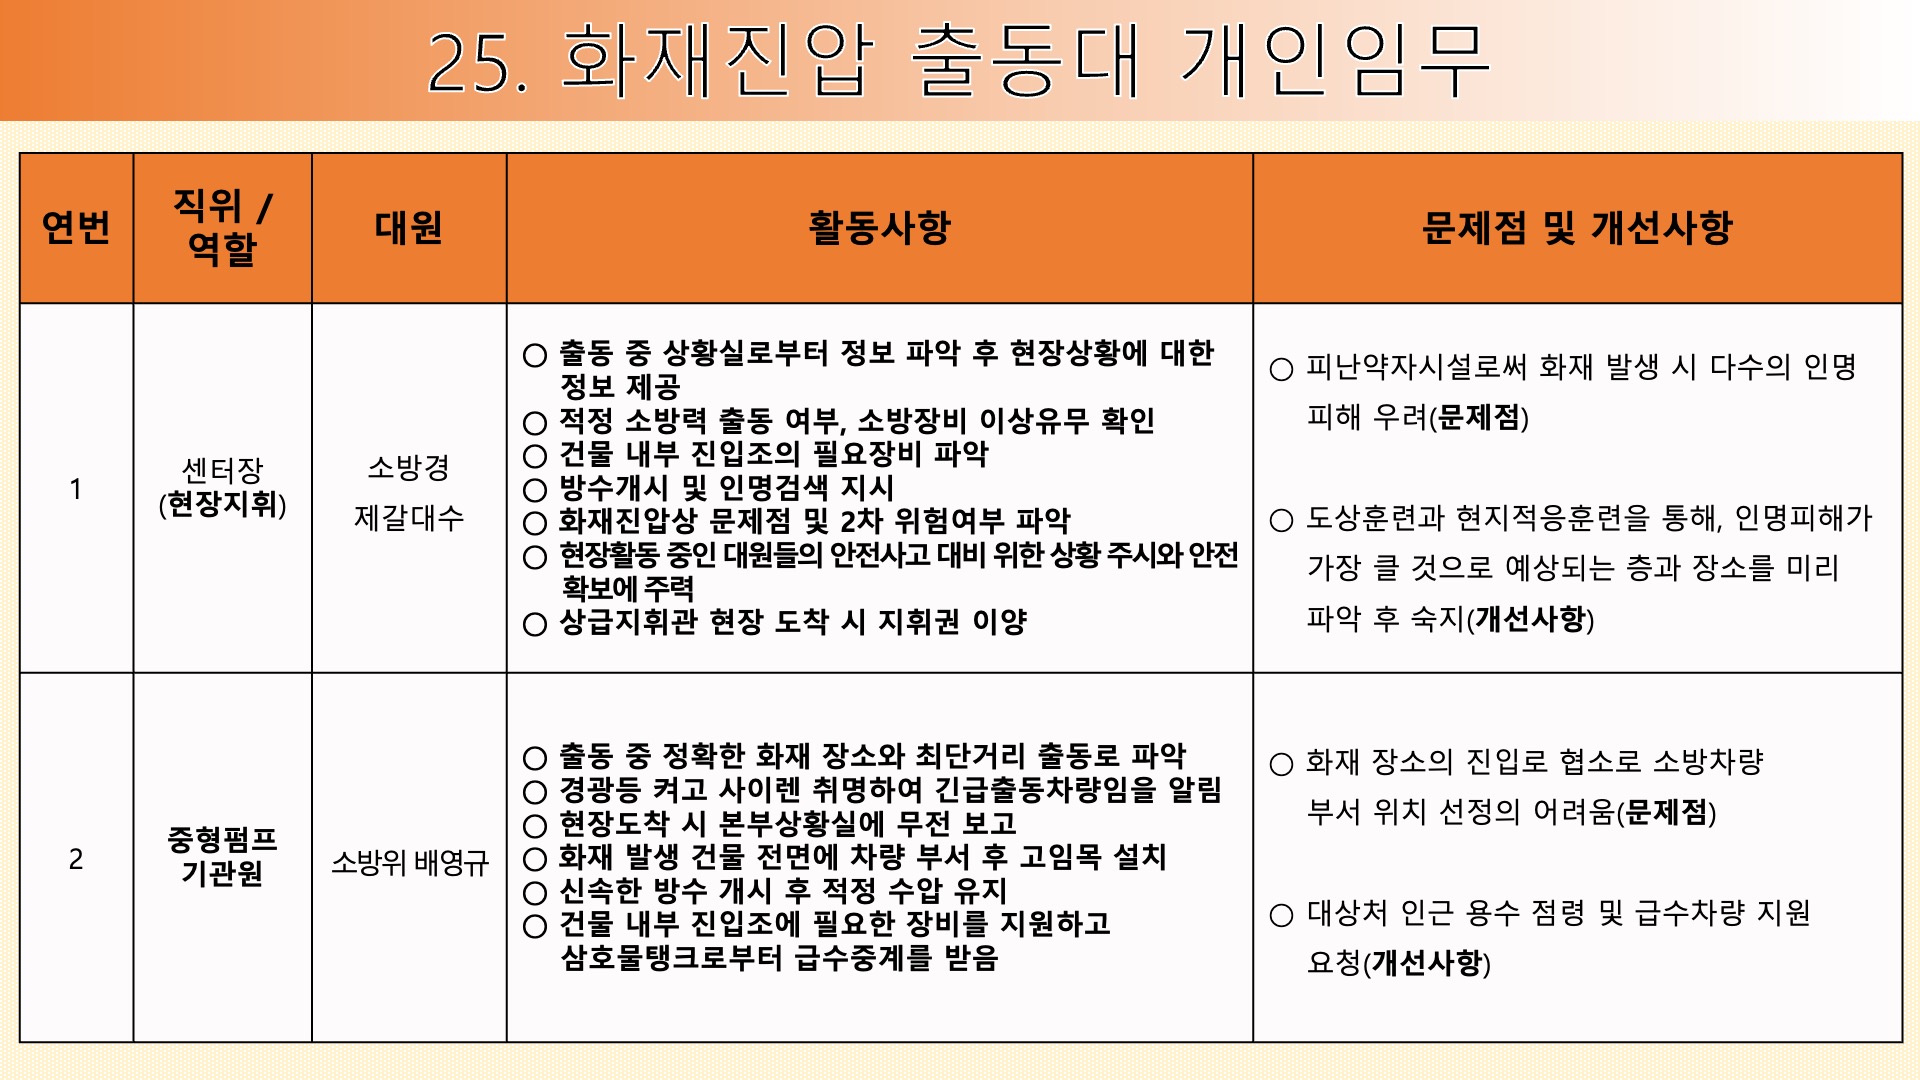 25. 화재진압 출동대 개인임무
연번
직위 /
역할
대원
활동사항
문제점 및 개선사항
1
센터장
(현장지휘)
소방경
제갈대수
○ 출동 중 상황실로부터 정보 파악 후 현장상황에 대한
정보 제공
○ 적정 소방력 출동 여부, 소방장비 이상유무 확인
○ 건물 내부 진입조의 필요장비 파악
○ 방수개시 및 인명검색 지시
○ 화재진압상 문제점 및 2차 위험여부 파악
○ 현장활동 중인 대원들의 안전사고 대비 위한 상황 주시와 안전
확보에 주력
○ 상급지휘관 현장 도착 시 지휘권 이양
○ 피난약자시설로써 화재 발생 시 다수의 인명
피해 우려(문제점)
○ 도상훈련과 현지적응훈련을 통해, 인명피해가
가장 클 것으로 예상되는 층과 장소를 미리
파악 후 숙지(개선사항)
2
중형펌프
기관원
소방위 배영규
○ 출동 중 정확한 화재 장소와 최단거리 출동로 파악
○ 경광등 켜고 사이렌 취명하여 긴급출동차량임을 알림
○ 현장도착 시 본부상황실에 무전 보고
○ 화재 발생 건물 전면에 차량 부서 후 고임목 설치
○ 신속한 방수 개시 후 적정 수압 유지
○ 건물 내부 진입조에 필요한 장비를 지원하고
삼호물탱크로부터 급수중계를 받음
○ 화재 장소의 진입로 협소로 소방차량
부서 위치 선정의 어려움(문제점)
○ 대상처 인근 용수 점령 및 급수차량 지원
요청(개선사항)